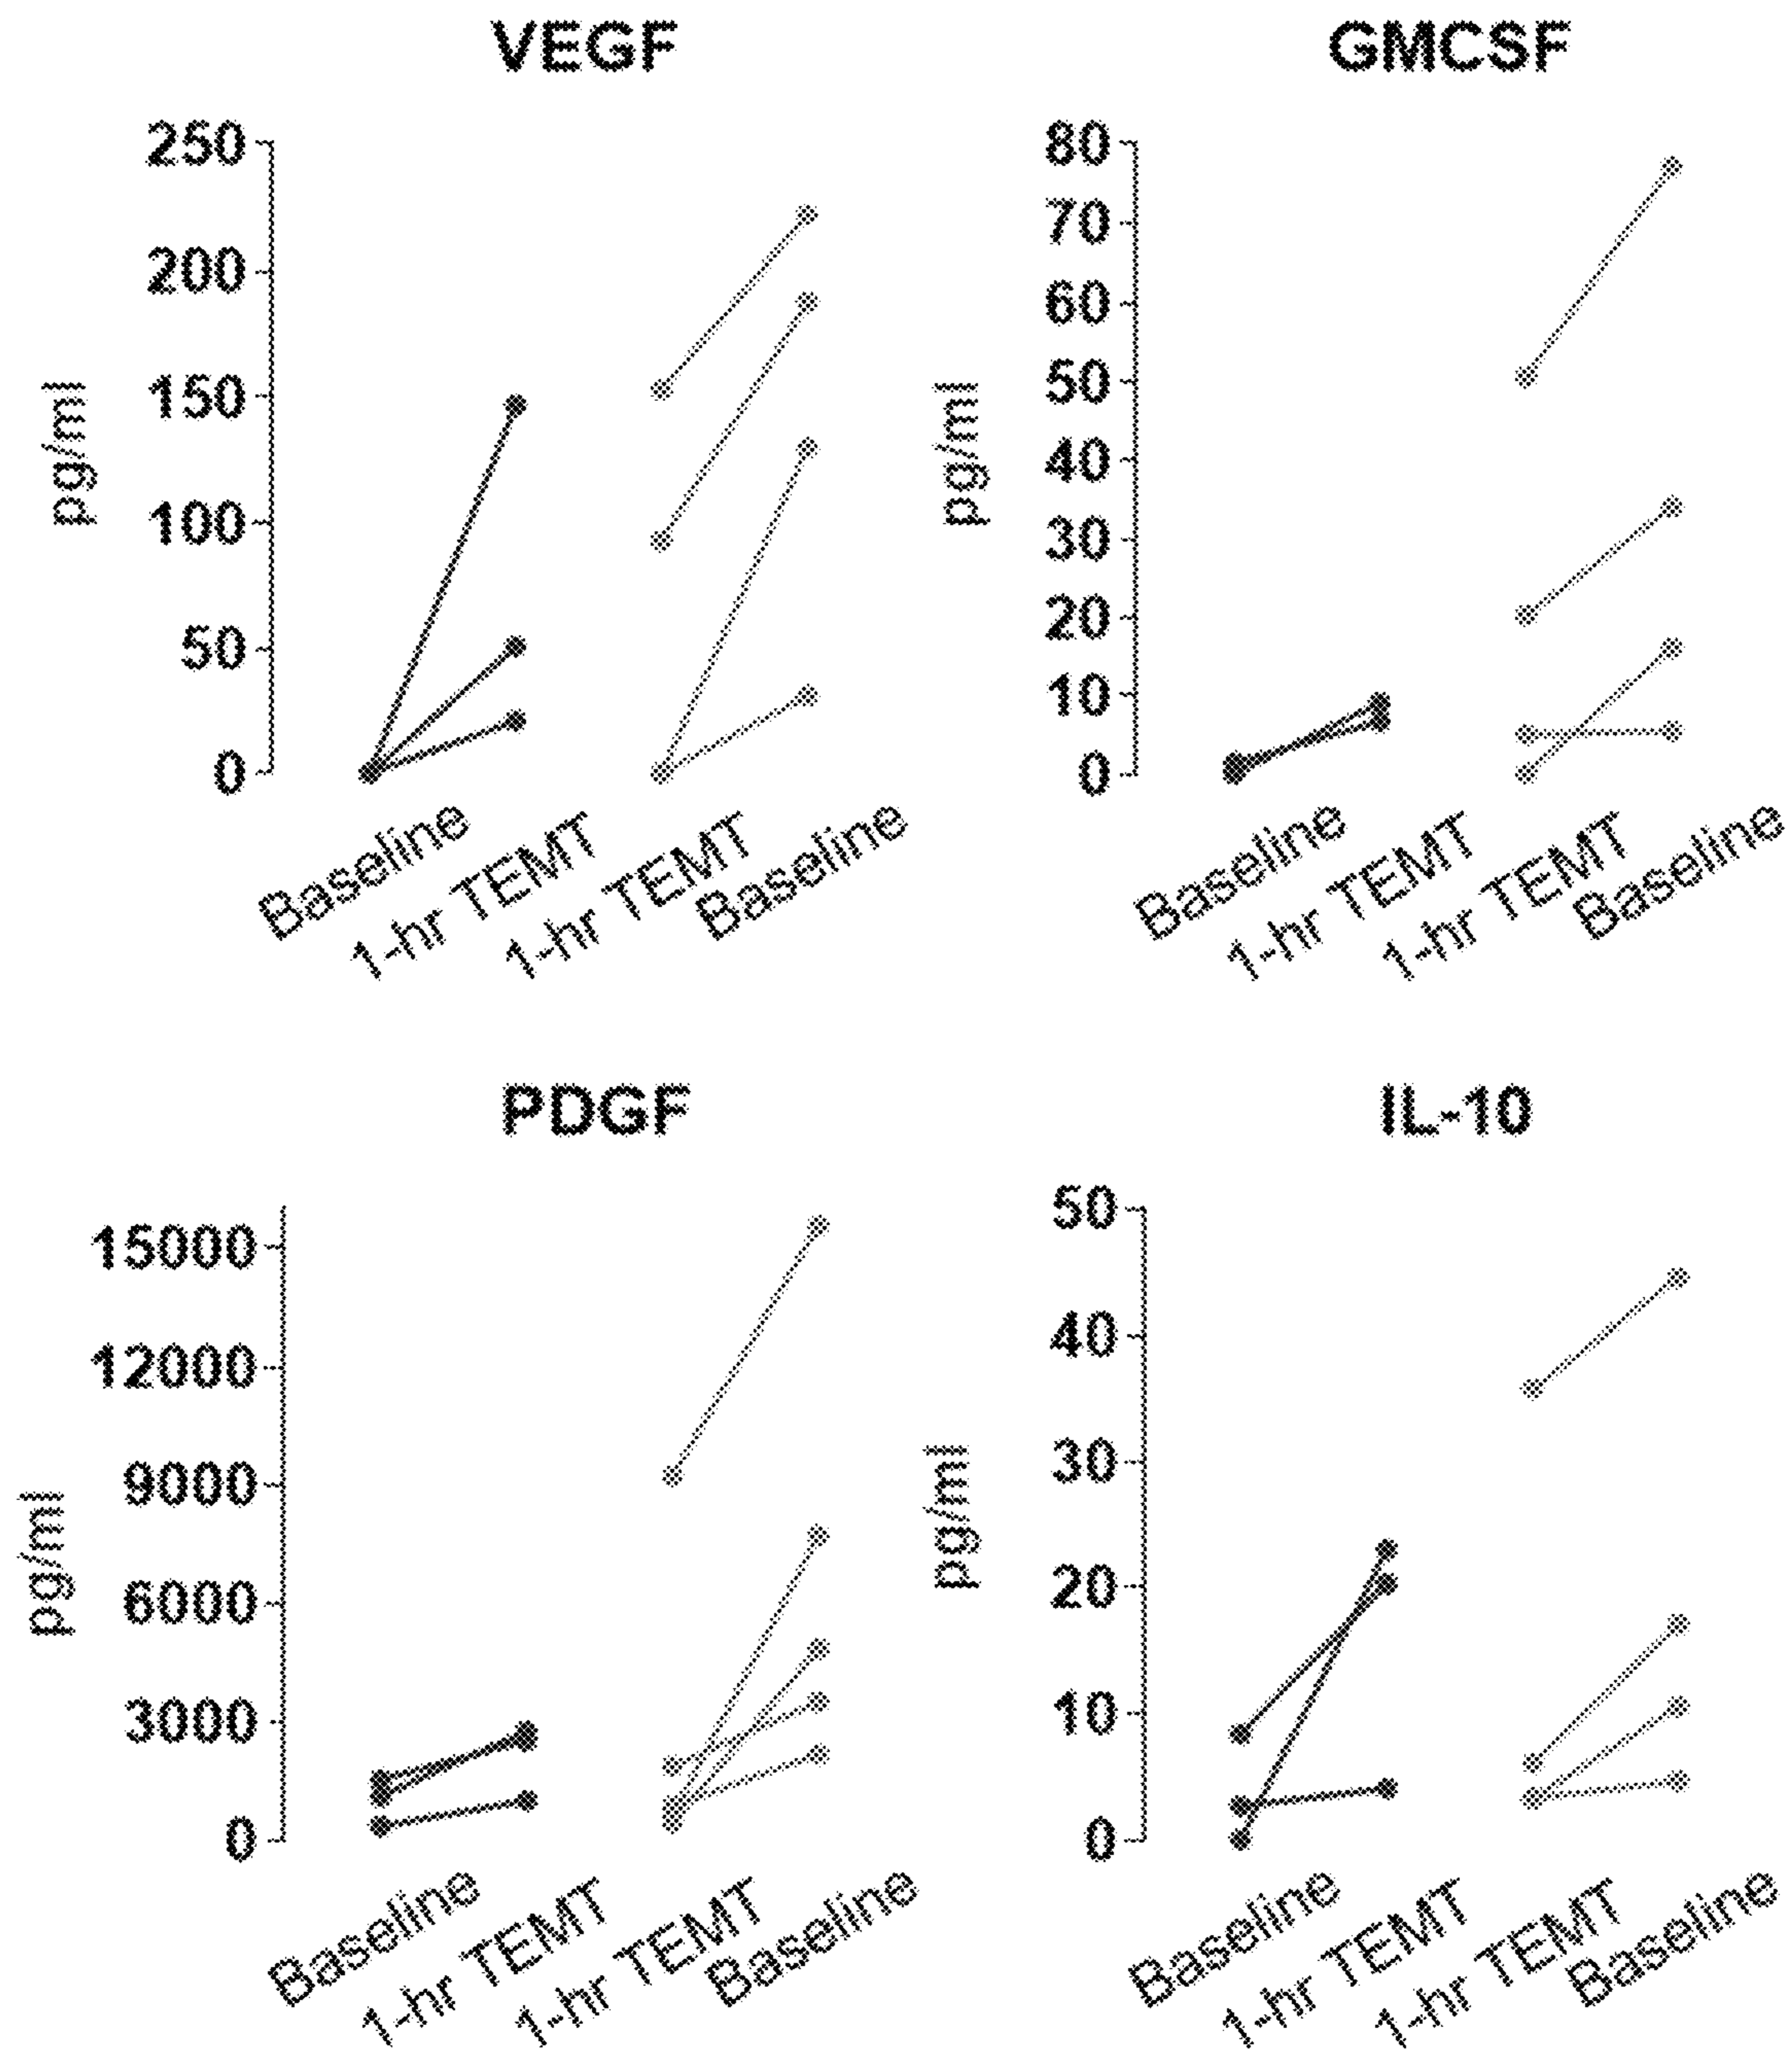 VEGF
pg/ml
250
200
150
100
50
0
Baseline
1-hr TEMT
1-hr TEMT
Baseline
GMCSF
pg/ml
80
70
60
50
40
30
20
10
0
Baseline
1-hr TEMT
1-hr TEMT
Baseline
PDGF
pg/ml
15000
12000
9000
6000
3000
0
Baseline
1-hr TEMT
1-hr TEMT
Baseline
IL-10
pg/ml
50
40
30
20
10
0
Baseline
1-hr TEMT
1-hr TEMT
Baseline